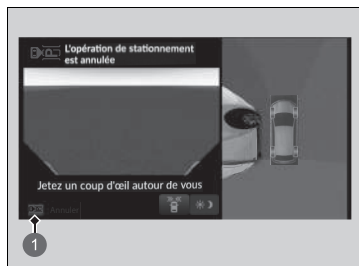 L'opération de stationnement
est annulée
Jetez un coup d'œil autour de vous
Annuler
1